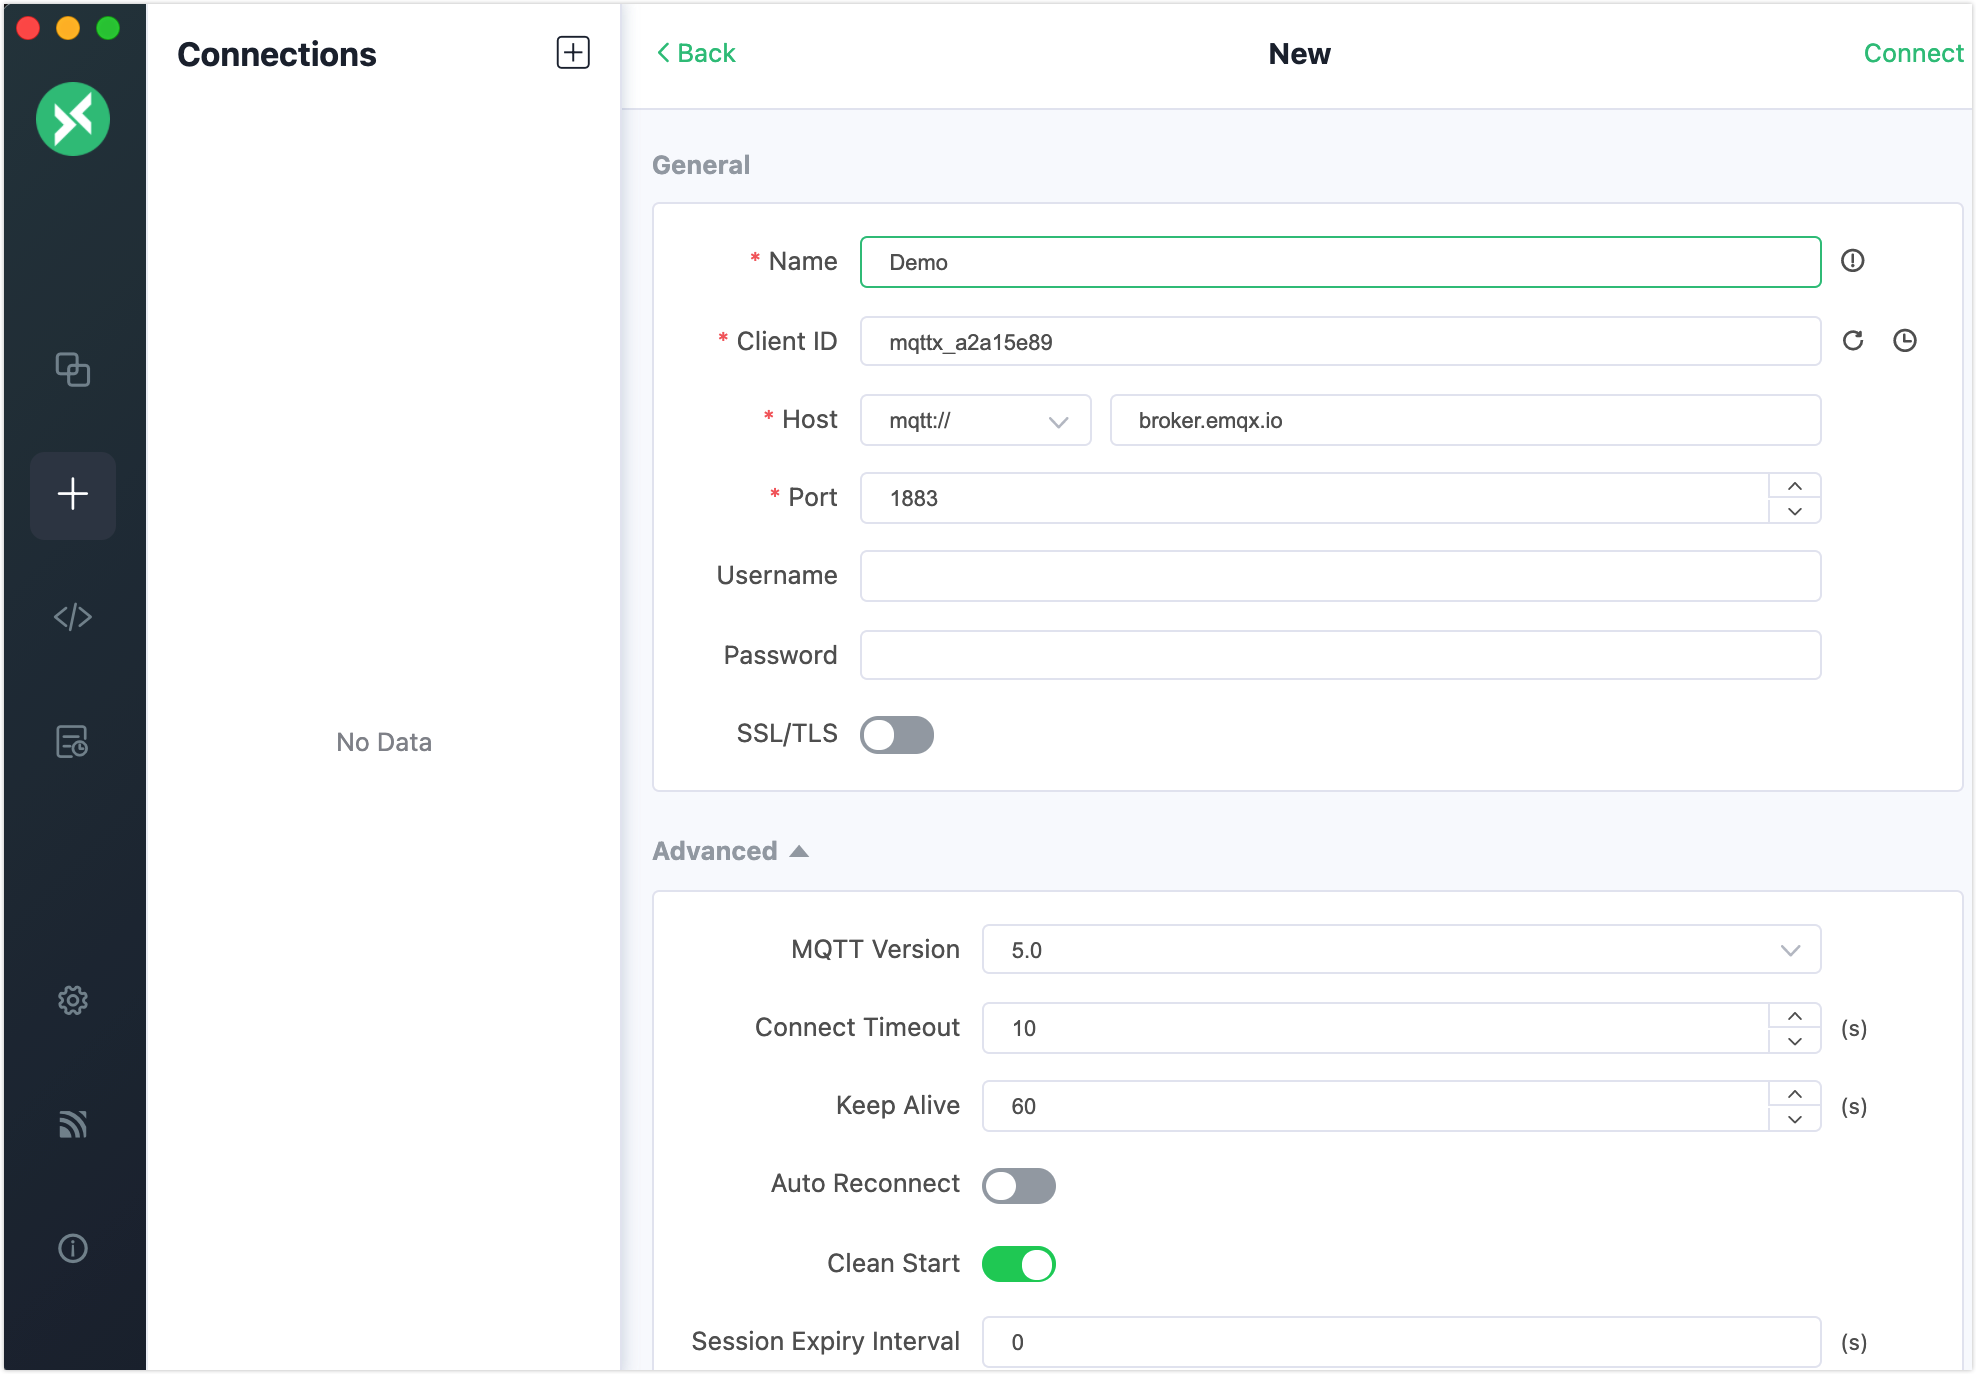 Connections
Back
New
Connect
General
* Name
Demo
* Client ID
mqttx_a2a15e89
* Host
mqtt://
broker.emqx.io
* Port
1883
Username
Password
SSL/TLS
No Data
Advanced
MQTT Version
5.0
Connect Timeout
10
(s)
Keep Alive
60
(s)
Auto Reconnect
Clean Start
Session Expiry Interval
0
(s)